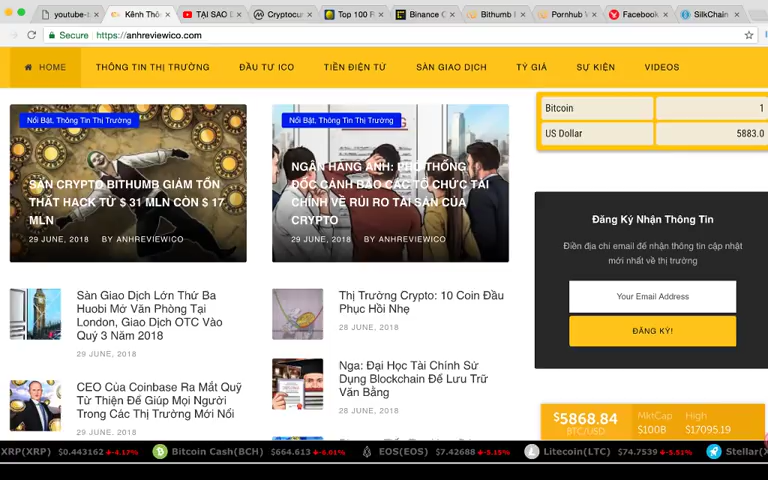 youtube-
Kênh Thô
TẠI SAO
Cryptocur
Top 100 R
Binance C
Bithumb
Pornhub
Facebook
SilkChain
Secure
https://anhreviewico.com
HOME
THÔNG TIN THỊ TRƯỜNG
ĐẦU TƯ ICO
TIỀN ĐIỆN TỬ
SÀN GIAO DỊCH
TỶ GIÁ
SỰ KIỆN
VIDEOS
Nổi Bật, Thông Tin Thị Trường
SÀN CRYPTO BITHUMB GIẢM TỔN
THẤT HACK TỪ $ 31 MLN CÒN $ 17
MLN
29 JUNE, 2018 BY ANHREVIEWICO
Nổi Bật, Thông Tin Thị Trường
NGÂN HÀNG ANH: PHÓ THỐNG
ĐỐC CẢNH BÁO CÁC TỔ CHỨC TÀI
CHÍNH VỀ RỦI RO TÀI SẢN CỦA
CRYPTO
29 JUNE, 2018 BY ANHREVIEWICO
Bitcoin 1
US Dollar 5883.0
Đăng Ký Nhận Thông Tin
Điền địa chỉ email để nhận thông tin cập nhật
mới nhất về thị trường
Your Email Address
ĐĂNG KÝ!
Sàn Giao Dịch Lớn Thứ Ba
Huobi Mở Văn Phòng Tại
London, Giao Dịch OTC Vào
Quý 3 Năm 2018
29 JUNE, 2018
CEO Của Coinbase Ra Mắt Quỹ
Từ Thiện Để Giúp Mọi Người
Trong Các Thị Trường Mới Nổi
29 JUNE, 2018
Thị Trường Crypto: 10 Coin Đầu
Phục Hồi Nhẹ
28 JUNE, 2018
Nga: Đại Học Tài Chính Sử
Dụng Blockchain Để Lưu Trữ
Văn Bằng
28 JUNE, 2018
$5868.84
BTC/USD
MktCap
$100B
High
$17095.19
XRP(XRP) $0.443162 -4.17%
Bitcoin Cash(BCH) $664.613 -5.01%
EOS(EOS) $7.42688 -5.15%
Litecoin(LTC) $74.7539 -5.51%
Stellar(X